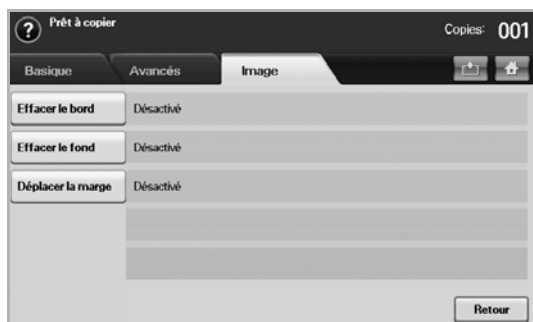 Prêt à copier
Copies: 001
Basique Avancés Image
Effacer le bord Désactivé
Effacer le fond Désactivé
Déplacer la marge Désactivé
Retour